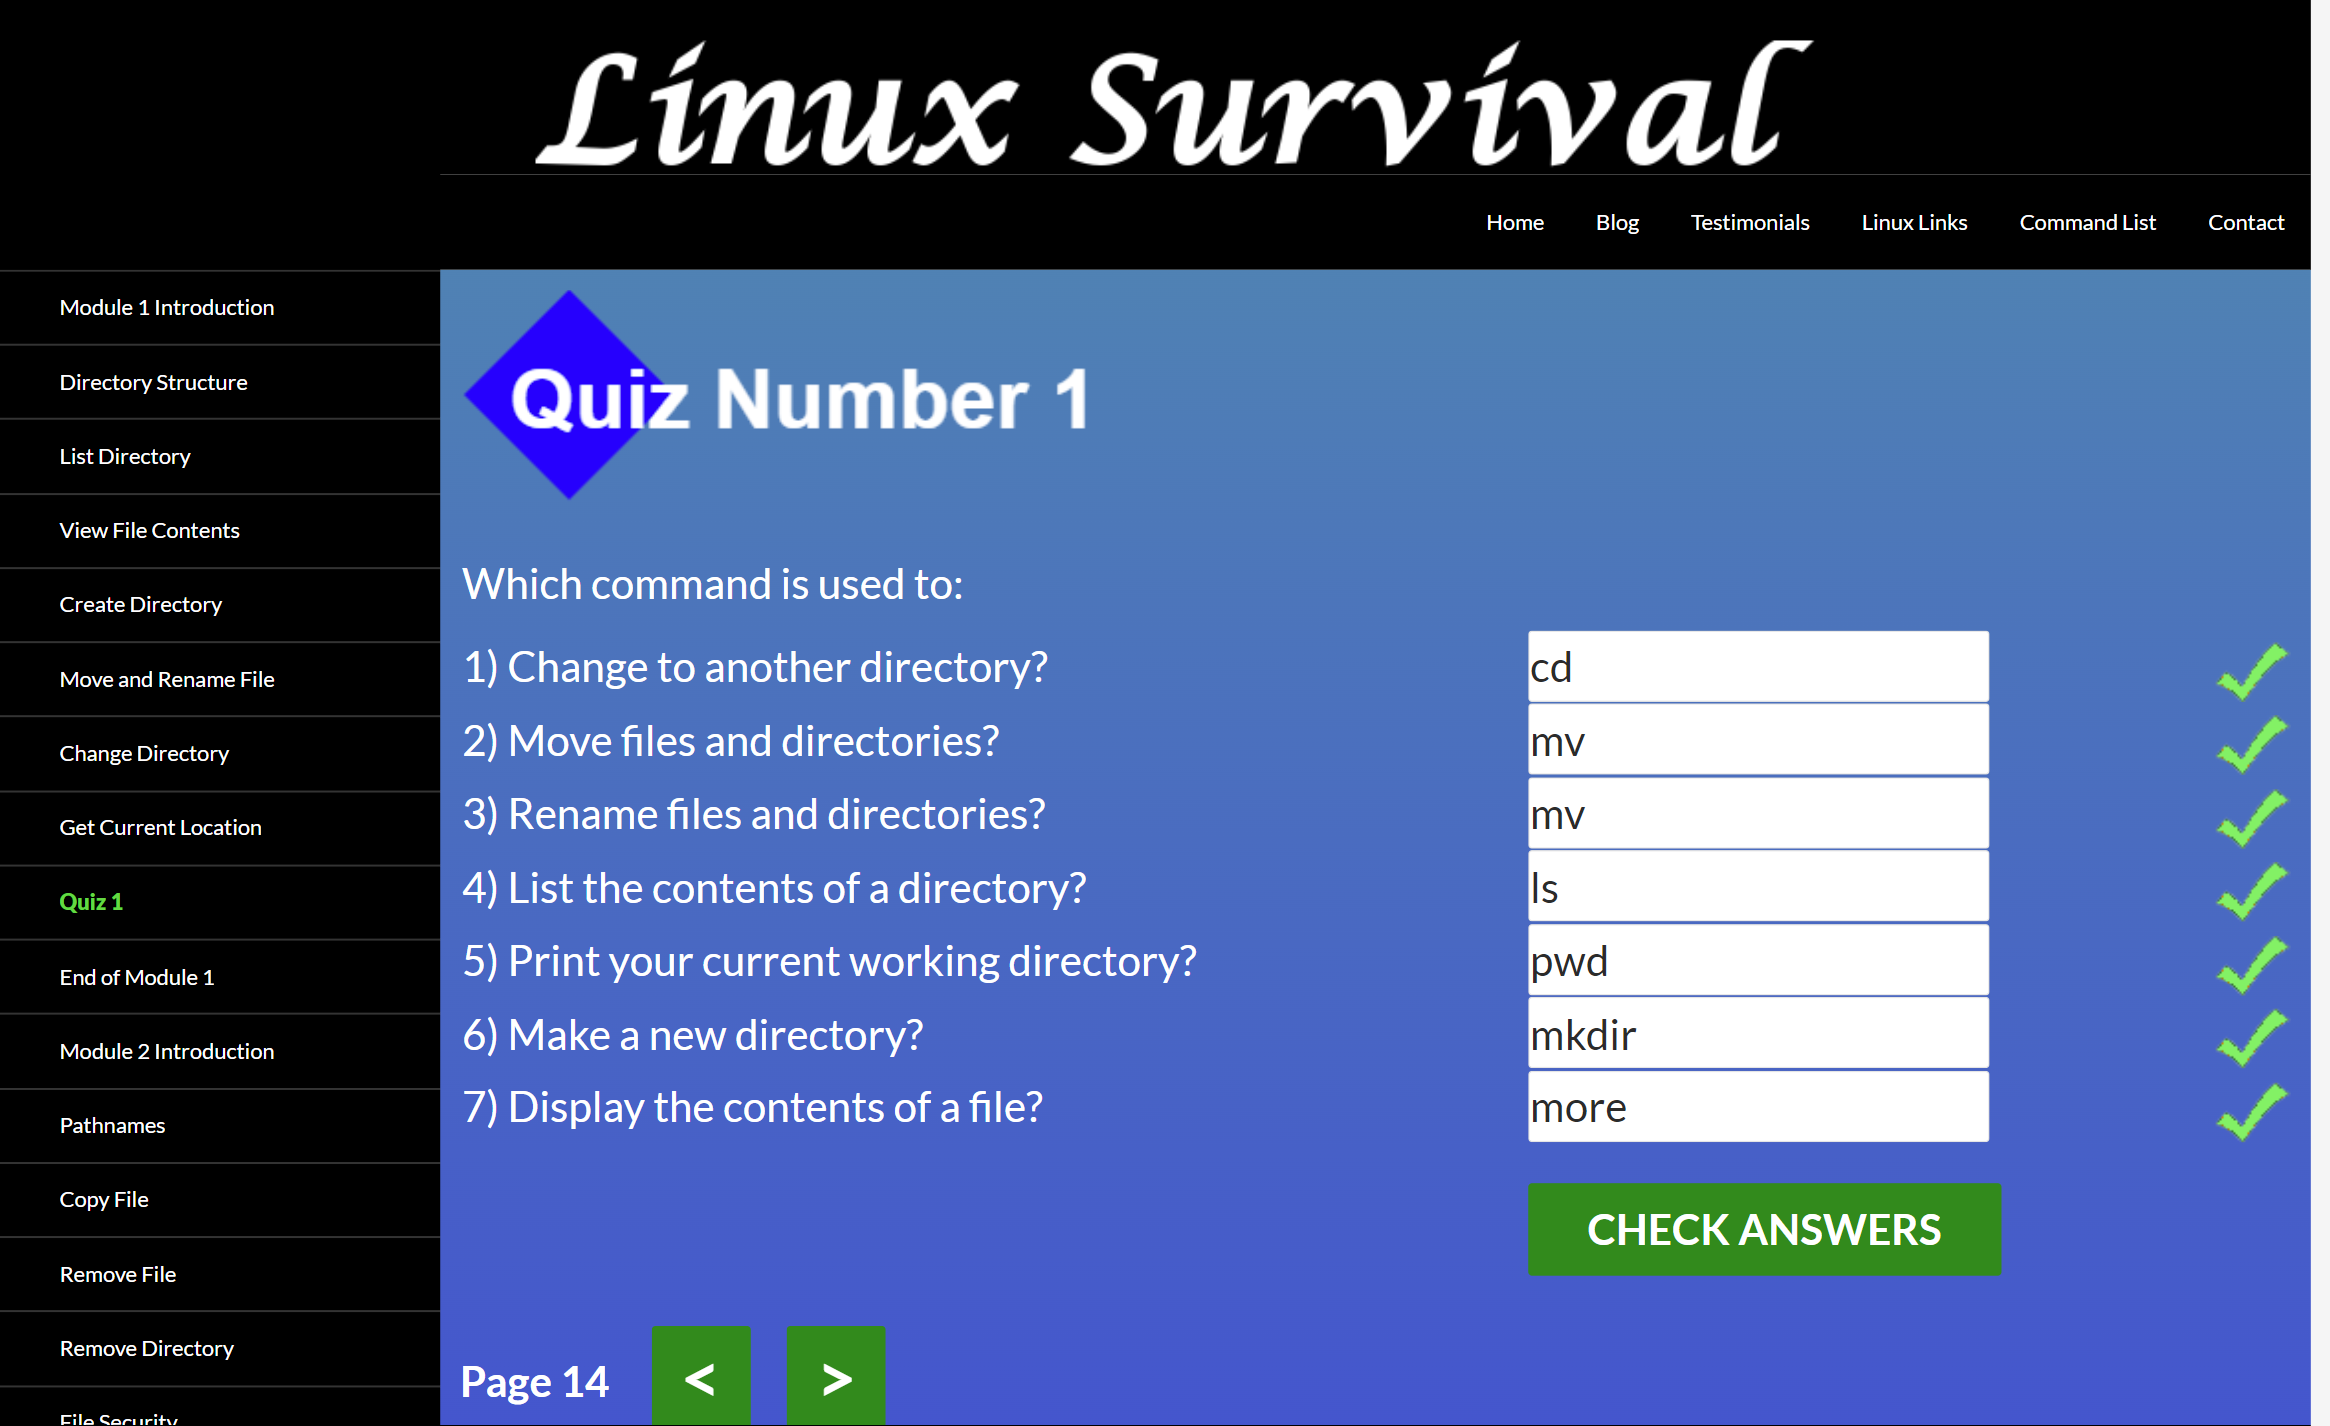 Linux Survival
Home Blog Testimonials Linux Links Command List Contact
Module 1 Introduction
Directory Structure
List Directory
View File Contents
Create Directory
Move and Rename File
Change Directory
Get Current Location
Quiz 1
End of Module 1
Module 2 Introduction
Pathnames
Copy File
Remove File
Remove Directory
File Security
Quiz Number 1
Which command is used to:
1) Change to another directory? cd
2) Move files and directories? mv
3) Rename files and directories? mv
4) List the contents of a directory? ls
5) Print your current working directory? pwd
6) Make a new directory? mkdir
7) Display the contents of a file? more
CHECK ANSWERS
Page 14 < >